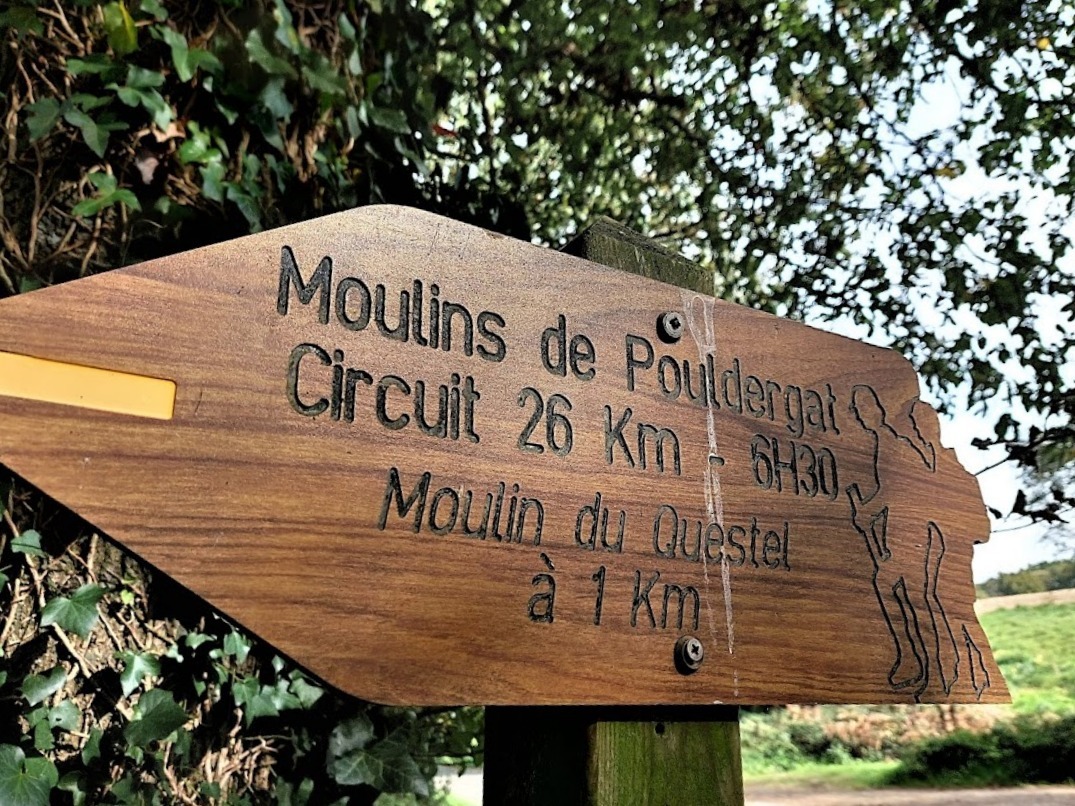 Moulins de Pouldergat
Circuit 26 Km - 6H30
Moulin du Questel
à 1 Km